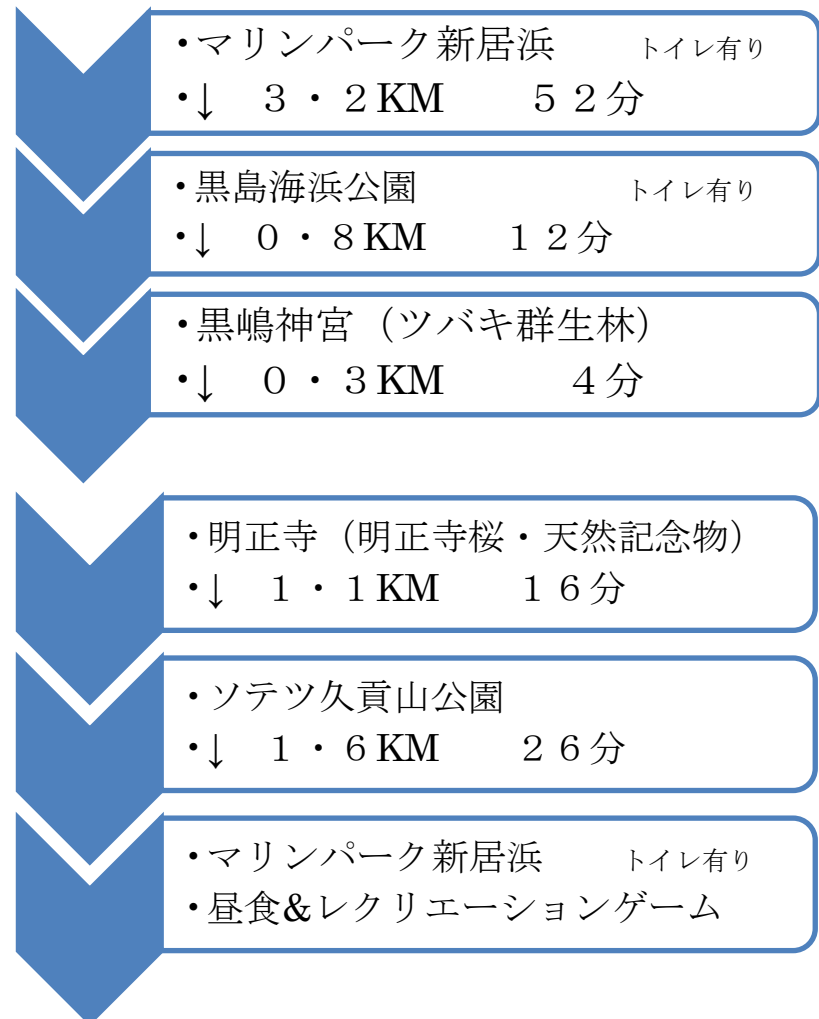 ・マリンパーク新居浜　　トイレ有り
・↓　３・２KM　　５２分
・黒島海浜公園　　　　　トイレ有り
・↓　０・８KM　　１２分
・黒嶋神宮（ツバキ群生林）
・↓　０・３KM　　　４分
・明正寺（明正寺桜・天然記念物）
・↓　１・１KM　　１６分
・ソテツ久貢山公園
・↓　１・６KM　　２６分
・マリンパーク新居浜　　トイレ有り
・昼食&レクリエーションゲーム